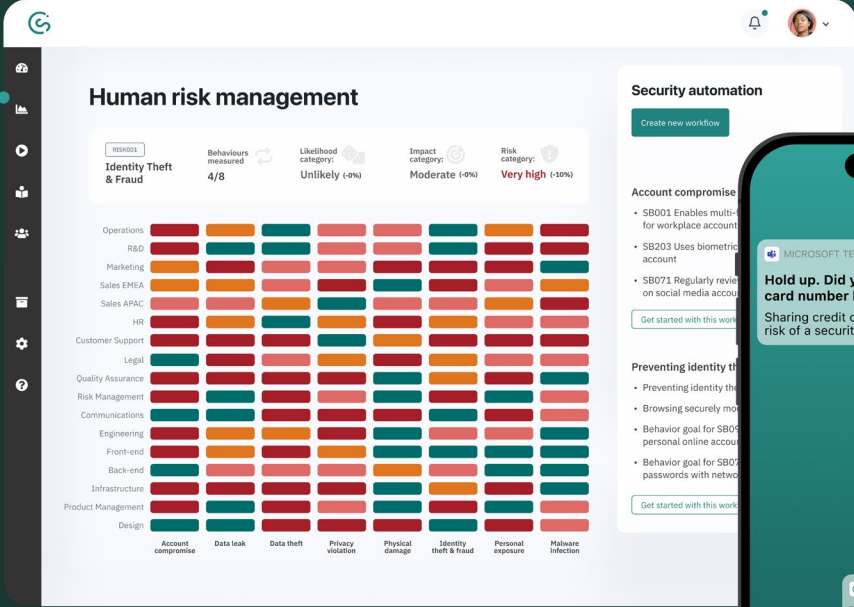 Human risk management
RISK001
Identity Theft
& Fraud
Behaviours
measured
4/8
Likelihood
category:
Unlikely (-0%)
Impact
category:
Moderate (-0%)
Risk
category:
Very high (-10%)
Operations
R&D
Marketing
Sales EMEA
Sales APAC
HR
Customer Support
Legal
Quality Assurance
Risk Management
Communications
Engineering
Front-end
Back-end
Infrastructure
Product Management
Design
Account
compromise
Data leak
Data theft
Privacy
violation
Physical
damage
Identity
theft & fraud
Personal
exposure
Malware
infection
Security automation
Create new workflow
Account compromise
• SB001 Enables multi-f
for workplace account
• SB203 Uses biometric
account
• SB071 Regularly revie
on social media accou
Get started with this work
Preventing identity th
• Preventing identity the
• Browsing securely mo
• Behavior goal for SB09
personal online accou
• Behavior goal for SB07
passwords with netwo
Get started with this work
MICROSOFT TE
Hold up. Did y
card number
Sharing credit c
risk of a securit